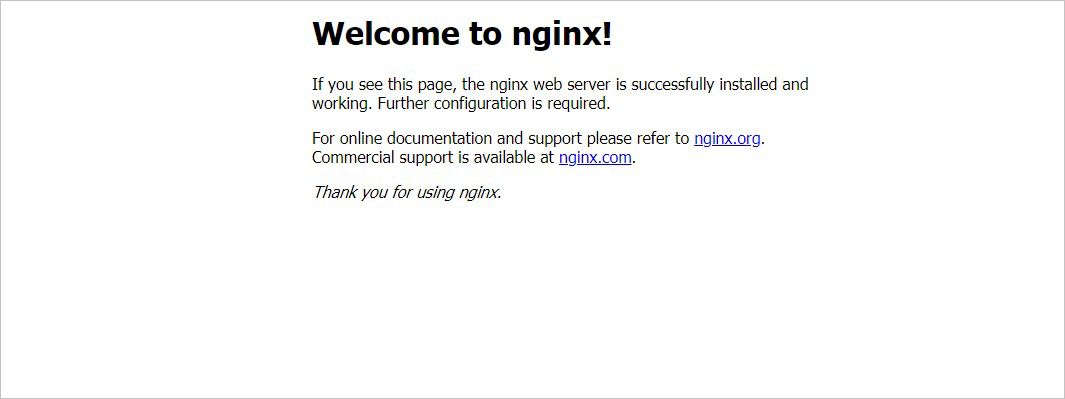 Welcome to nginx!
If you see this page, the nginx web server is successfully installed and
working. Further configuration is required.
For online documentation and support please refer to nginx.org.
Commercial support is available at nginx.com.
Thank you for using nginx.